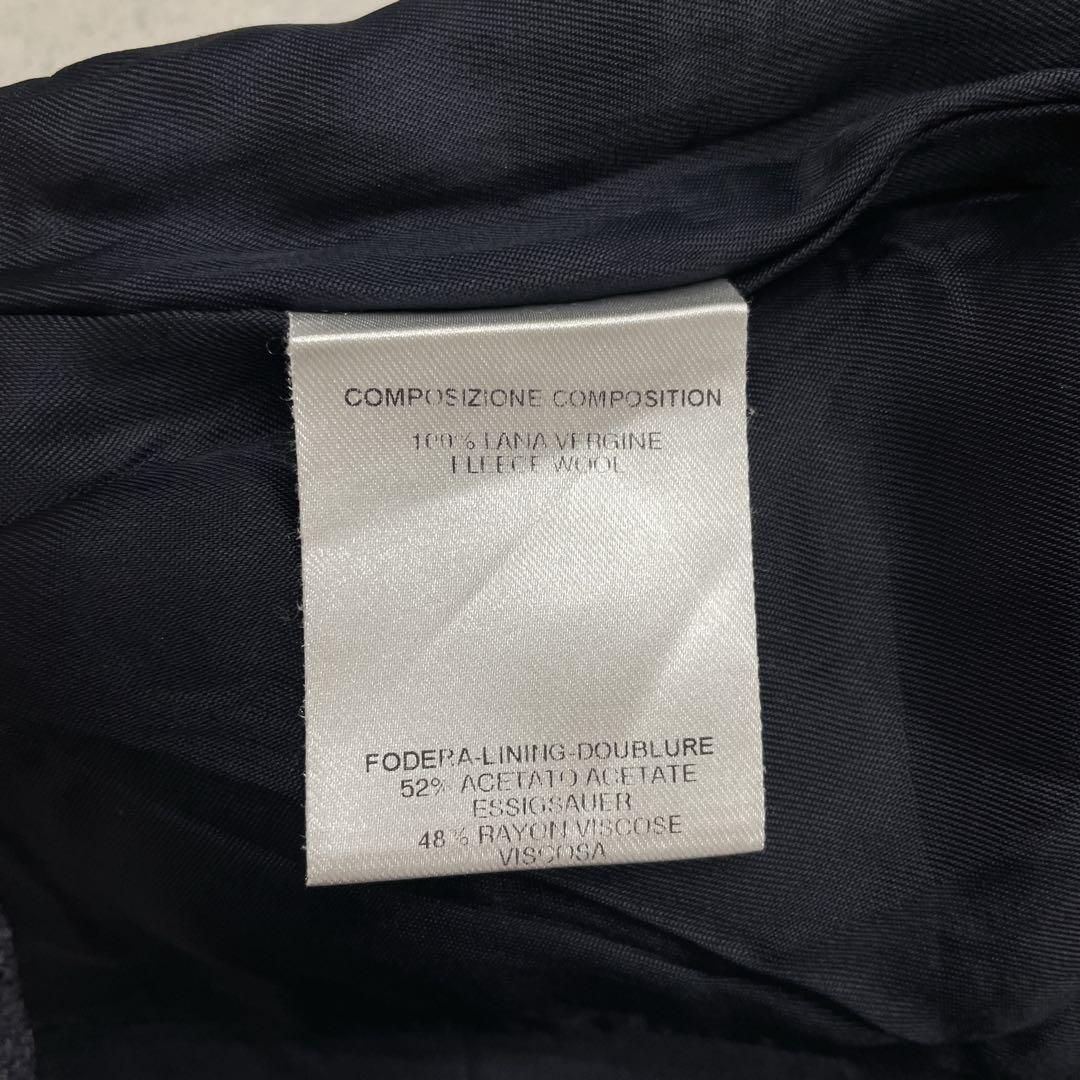 COMPOSIZIONE COMPOSITION
100% LANA VERGINE
FLEECE WOOL
FODERA-LINING-DOUBLURE
52% ACETATO ACETATE
ESSIGSAUER
48% RAYON VISCOSE
VISCOSA